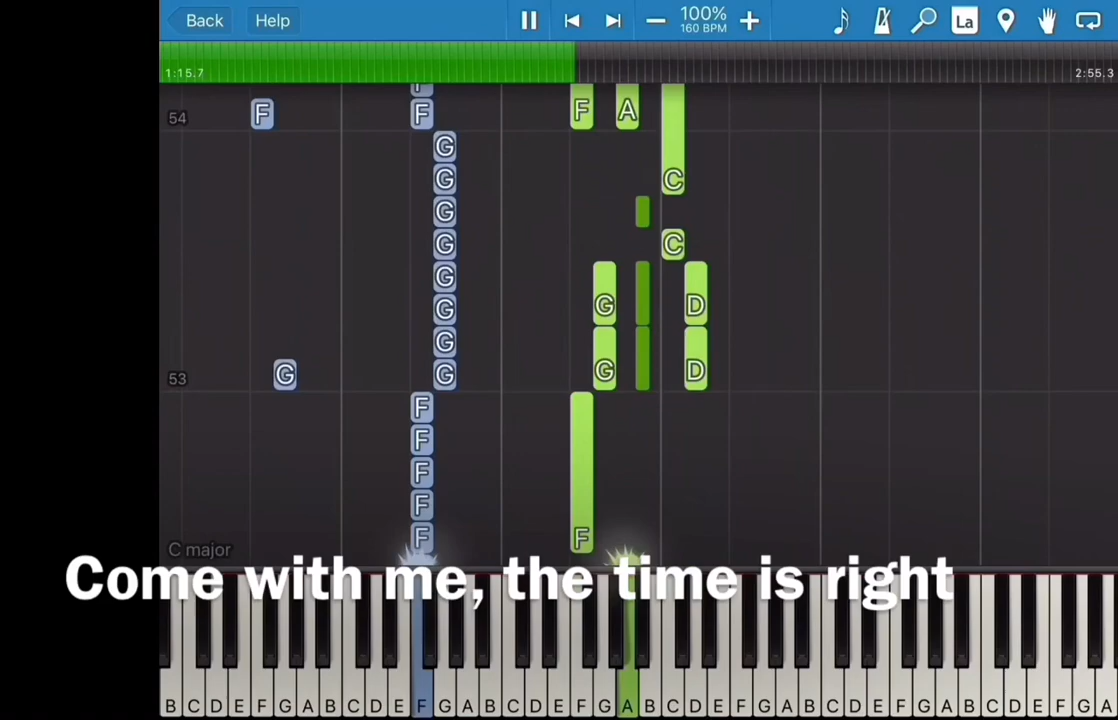 Back Help 100% La
160 BPM
1:15.7 2:55.3
54 F F F A
G
G C
G
G C
G
G G D
G
53 G G G D
F
F
F
F
F F
C major
Come with me, the time is right
B C D E F G A B C D E F G A B C D E F G A B C D E F G A B C D E F G A B C D E F G A